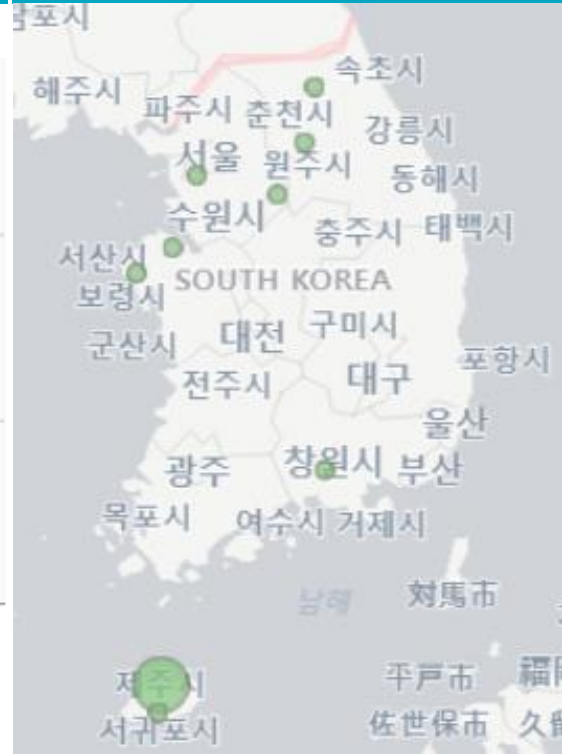 남포시
속초시
해주시
파주시 춘천시
강릉시
서울 원주시
동해시
수원시
충주시 태백시
서산시
SOUTH KOREA
보령시
대전 구미시
군산시
포항시
전주시 대구
울산
광주 창원시 부산
목포시 여수시 거제시
남해 対馬市
제주시 平戸市
서귀포시 佐世保市